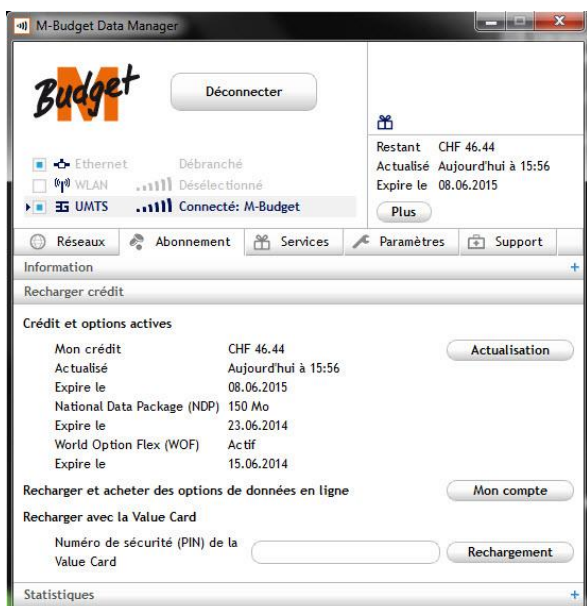 M-Budget Data Manager
M
Budget
Déconnecter
Restant CHF 46.44
Actualisé Aujourd'hui à 15:56
Expire le 08.06.2015
Plus
Ethernet Débranché
WLAN Désélectionné
3G UMTS Connecté: M-Budget
Réseaux Abonnement Services Paramètres Support
Information +
Recharger crédit
Crédit et options actives
Mon crédit CHF 46.44 Actualisation
Actualisé Aujourd'hui à 15:56
Expire le 08.06.2015
National Data Package (NDP) 150 Mo
Expire le 23.06.2014
World Option Flex (WOF) Actif
Expire le 15.06.2014
Recharger et acheter des options de données en ligne Mon compte
Recharger avec la Value Card
Numéro de sécurité (PIN) de la
Value Card Rechargement
Statistiques +